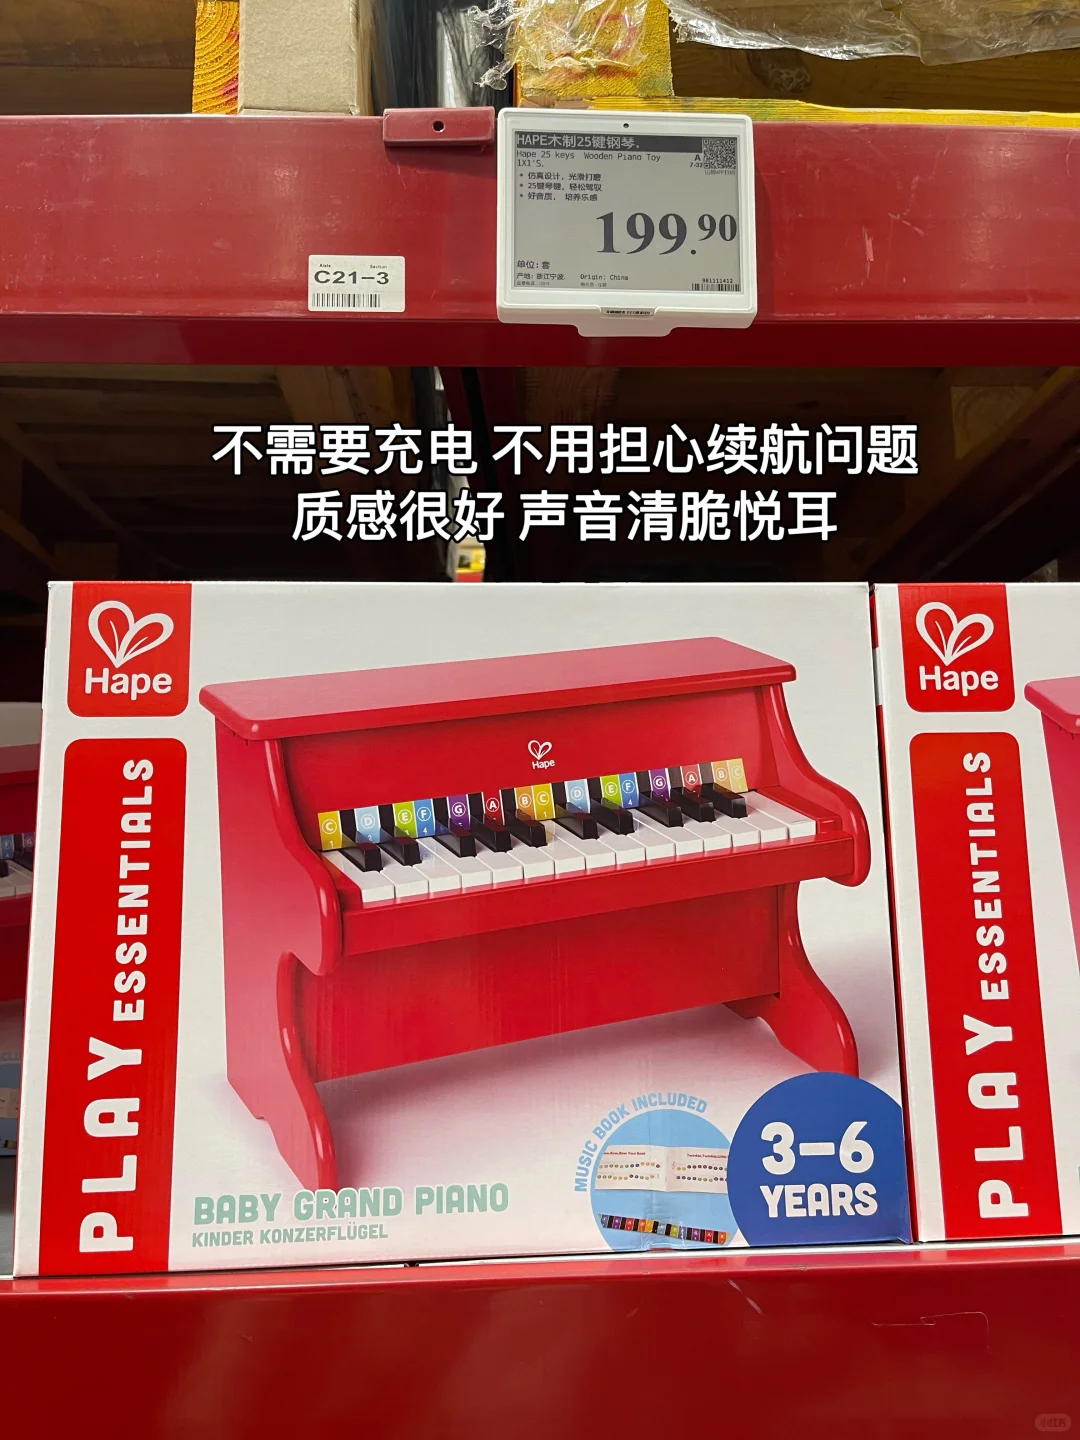 HAPE木制25键钢琴.
Hape 25 keys Wooden Piano Toy
1X1'S.
A
• 仿真设计，光滑打磨
• 25键琴键，轻松驾驭
• 好音质， 培养乐感
199.90
单位：套
产地：浙江宁波. Origin: China
981111412
Aisle Section
C21-3
不需要充电 不用担心续航问题
质感很好 声音清脆悦耳
Hape
PLAY ESSENTIALS
Hape
C D E F G A B C D E F G A B C
MUSIC BOOK INCLUDED
3-6
YEARS
BABY GRAND PIANO
KINDER KONZERFLÜGEL
Hape
PLAY ESSENTIALS